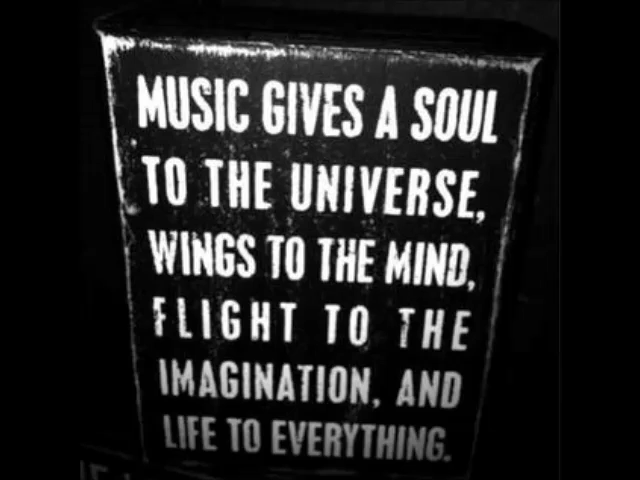 MUSIC GIVES A SOUL
TO THE UNIVERSE,
WINGS TO THE MIND,
FLIGHT TO THE
IMAGINATION, AND
LIFE TO EVERYTHING.